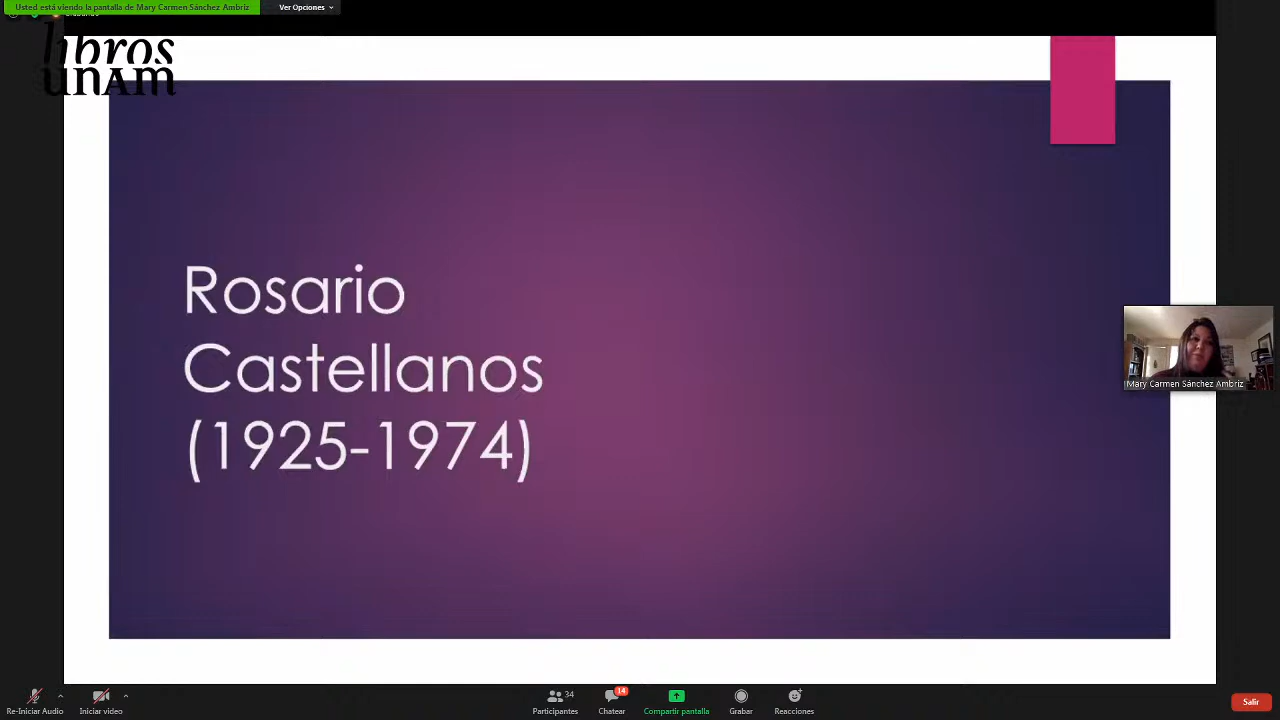 Usted está viendo la pantalla de Mary Carmen Sánchez Ambriz
Ver Opciones
libros
UNAM
Rosario
Castellanos
(1925-1974)
Mary Carmen Sánchez Ambriz
Re-Iniciar Audio
Iniciar video
34
Participantes
14
Chatear
Compartir pantalla
Grabar
Reacciones
Salir